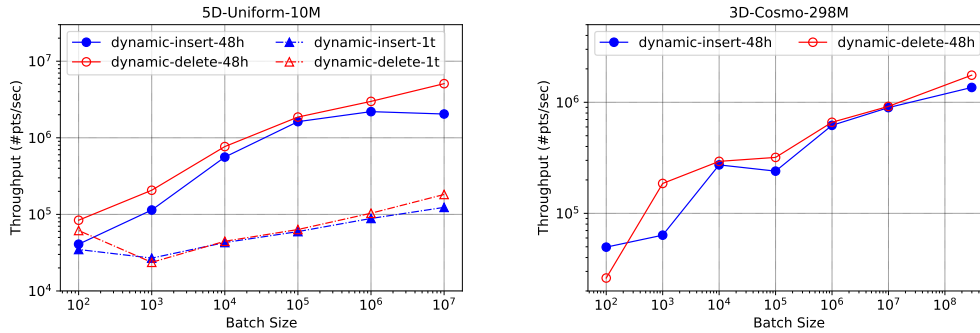 5D-Uniform-10M
dynamic-insert-48h
dynamic-delete-48h
dynamic-insert-1t
dynamic-delete-1t
Throughput (#pts/sec)
10^7
10^6
10^5
10^4
10^2 10^3 10^4 10^5 10^6 10^7
Batch Size
3D-Cosmo-298M
dynamic-insert-48h
dynamic-delete-48h
Throughput (#pts/sec)
10^6
10^5
10^2 10^3 10^4 10^5 10^6 10^7 10^8
Batch Size